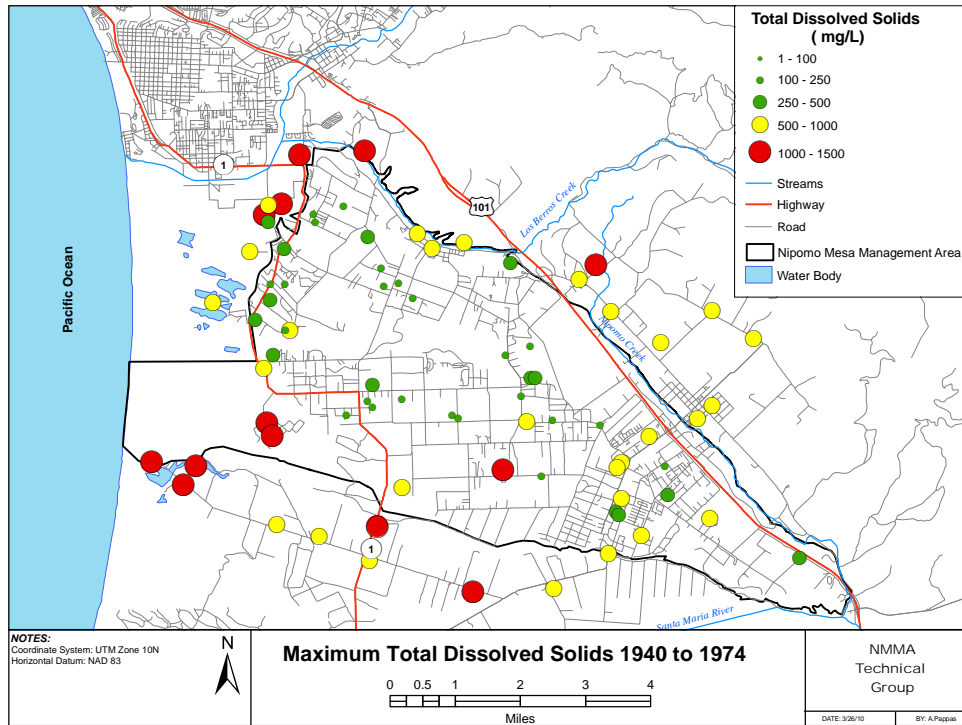 Total Dissolved Solids
( mg/L)
1 - 100
100 - 250
250 - 500
500 - 1000
1000 - 1500
Streams
Highway
Road
Nipomo Mesa Management Area
Water Body
1
101
Los Berros Creek
Pacific Ocean
Nipomo Creek
1
Santa Maria River
NOTES:
Coordinate System: UTM Zone 10N
Horizontal Datum: NAD 83
N
Maximum Total Dissolved Solids 1940 to 1974
0 0.5 1 2 3 4
Miles
NMMA
Technical
Group
DATE: 3/26/10 BY: A.Pappas